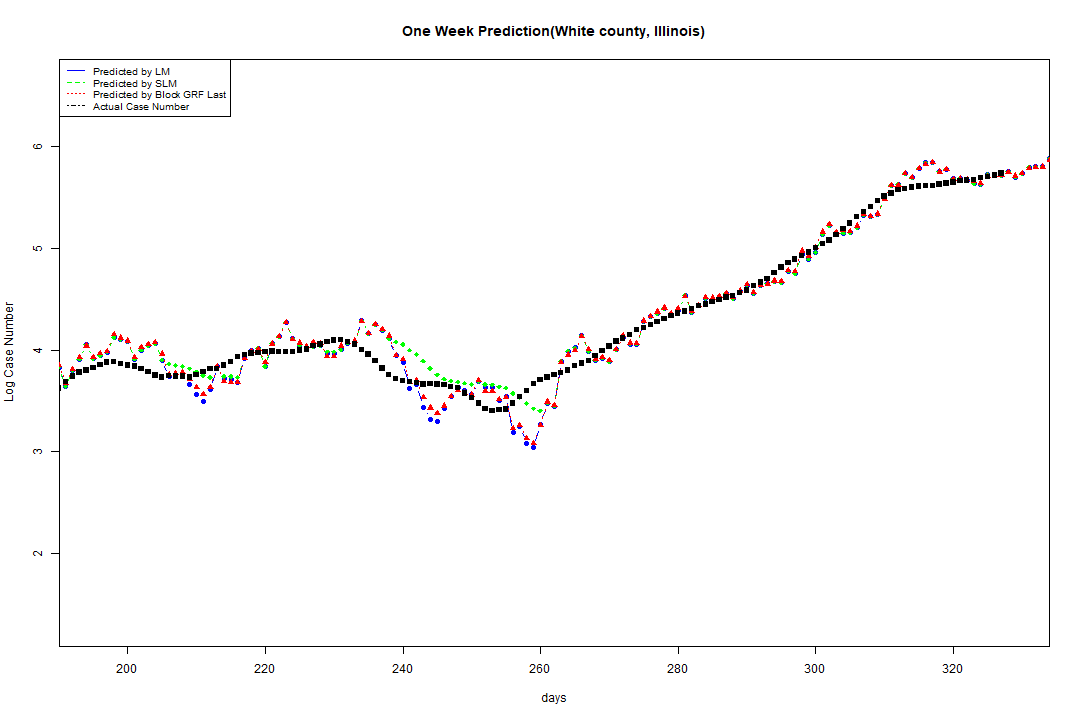 One Week Prediction(White county, Illinois)
Predicted by LM
Predicted by SLM
Predicted by Block GRF Last
Actual Case Number
6
5
4
3
2
Log Case Number
200 220 240 260 280 300 320
days